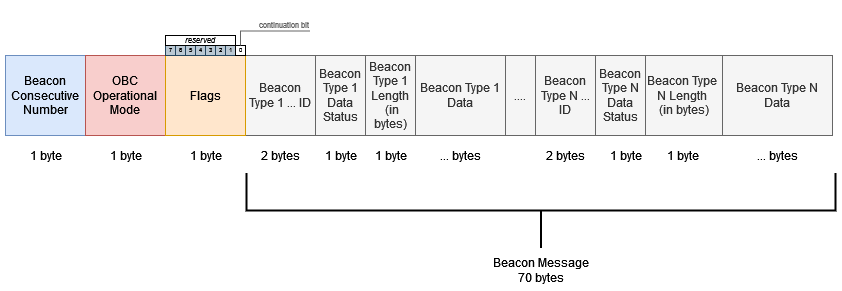 continuation bit
reserved
7 6 5 4 3 2 1 0
Beacon
Consecutive
Number
OBC
Operational
Mode
Flags
Beacon
Type 1 ... ID
Beacon
Type 1
Data
Status
Beacon
Type 1
Length
(in
bytes)
Beacon Type 1
Data
....
Beacon
Type N ...
ID
Beacon
Type N
Data
Status
Beacon Type
N Length
(in bytes)
Beacon Type N
Data
1 byte
1 byte
1 byte
2 bytes
1 byte
1 byte
... bytes
2 bytes
1 byte
1 byte
... bytes
Beacon Message
70 bytes